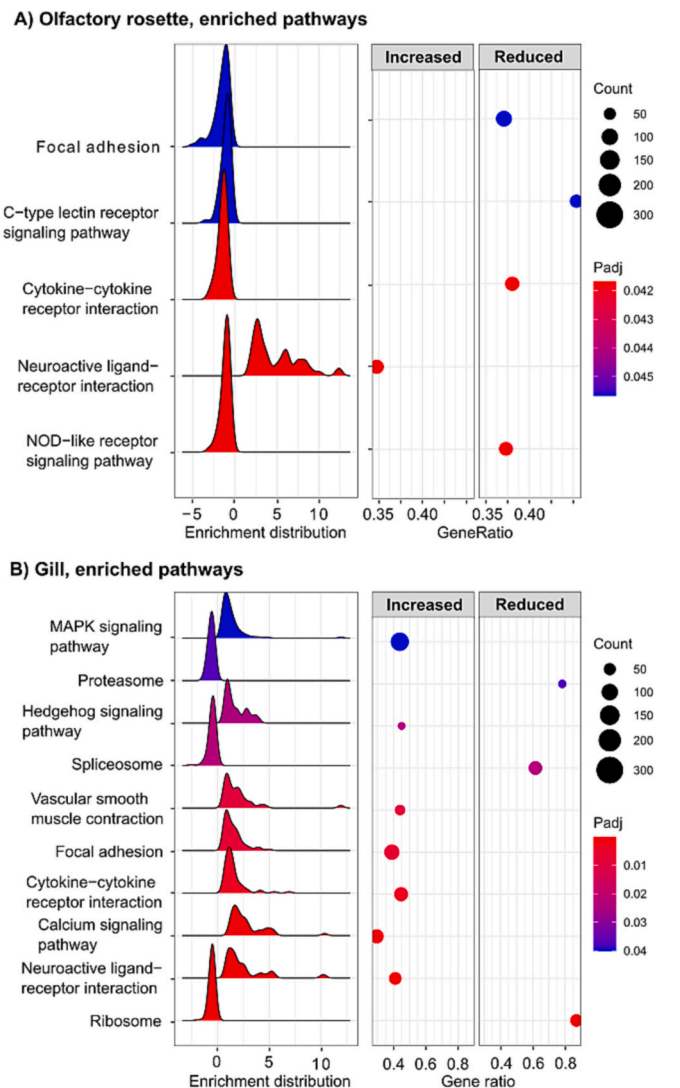 A) Olfactory rosette, enriched pathways
Increased
Reduced
Focal adhesion
C−type lectin receptor
signaling pathway
Cytokine−cytokine
receptor interaction
Neuroactive ligand−
receptor interaction
NOD−like receptor
signaling pathway
−5 0 5 10
Enrichment distribution
0.35 0.40
0.35 0.40
GeneRatio
Count
50
100
150
200
300
Padj
0.042
0.043
0.044
0.045
B) Gill, enriched pathways
Increased
Reduced
MAPK signaling
pathway
Proteasome
Hedgehog signaling
pathway
Spliceosome
Vascular smooth
muscle contraction
Focal adhesion
Cytokine−cytokine
receptor interaction
Calcium signaling
pathway
Neuroactive ligand−
receptor interaction
Ribosome
0 5 10
Enrichment distribution
0.4 0.6 0.8
0.4 0.6 0.8
Gene ratio
Count
50
100
150
200
300
Padj
0.01
0.02
0.03
0.04